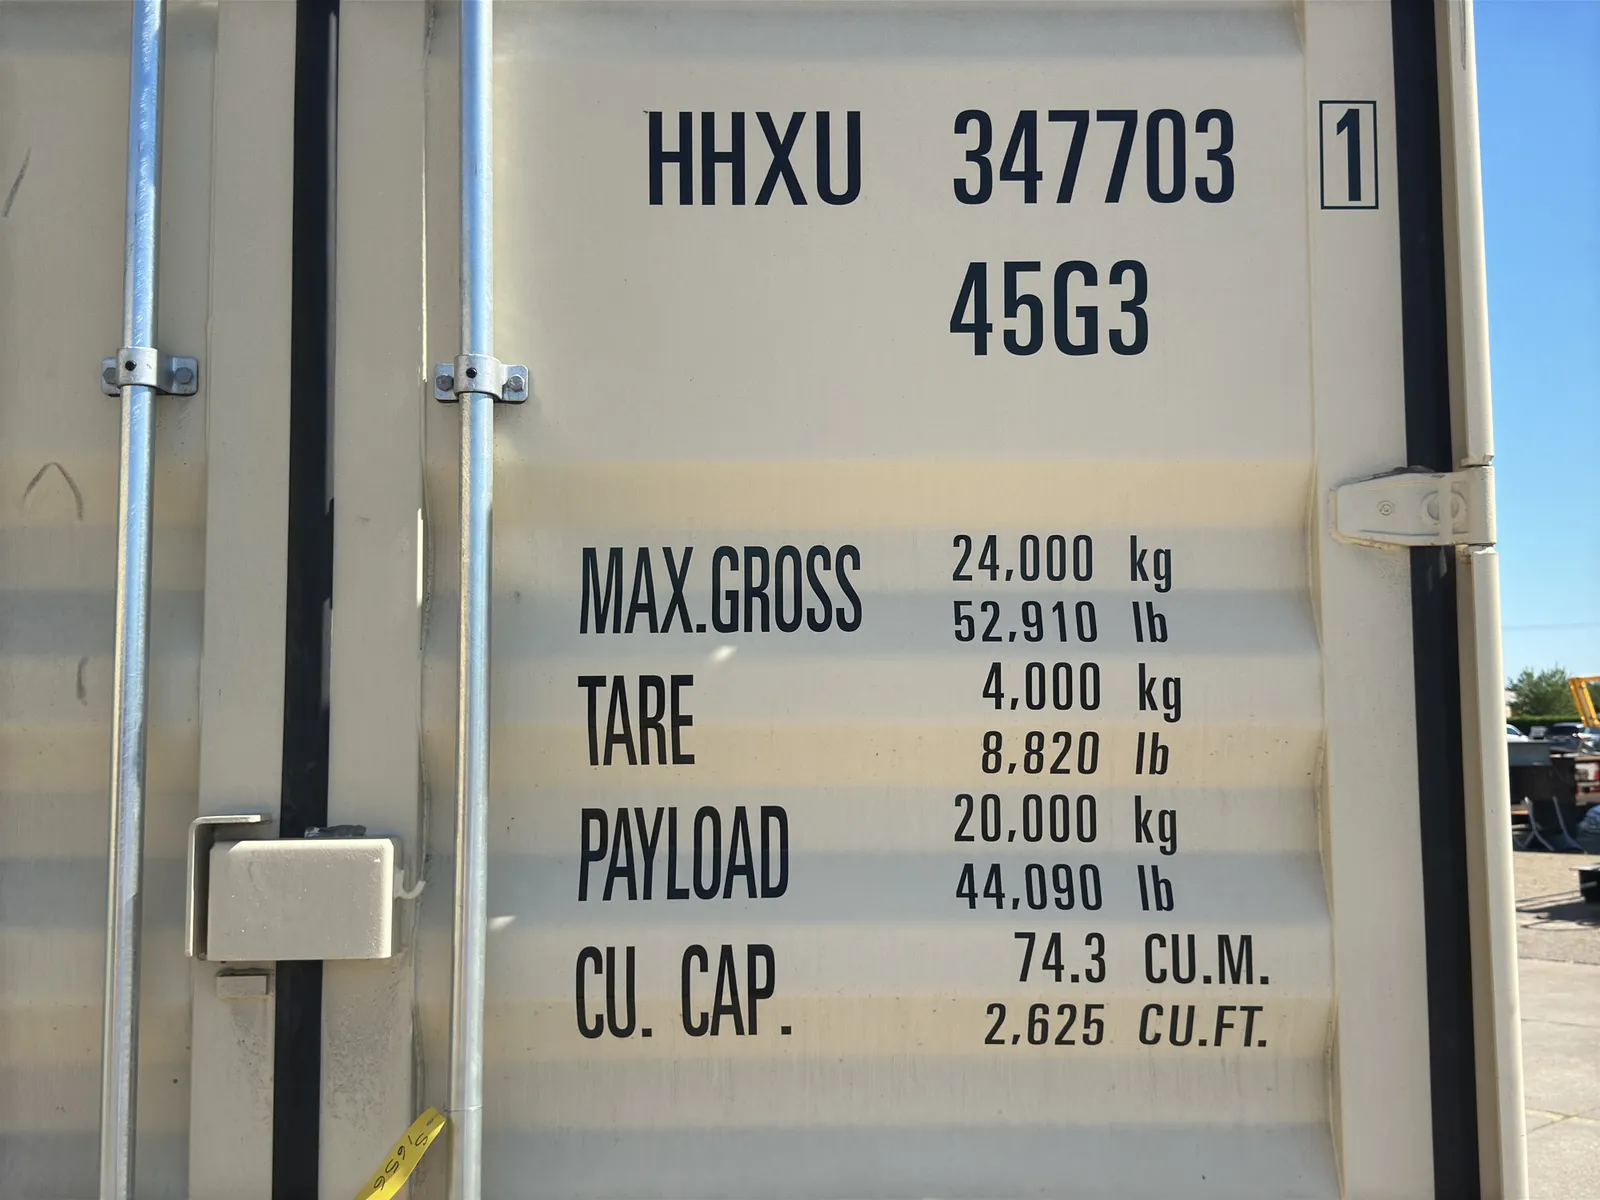 HHXU 347703 1
45G3
MAX.GROSS 24,000 kg
52,910 lb
TARE 4,000 kg
8,820 lb
PAYLOAD 20,000 kg
44,090 lb
CU. CAP. 74.3 CU.M.
2,625 CU.FT.